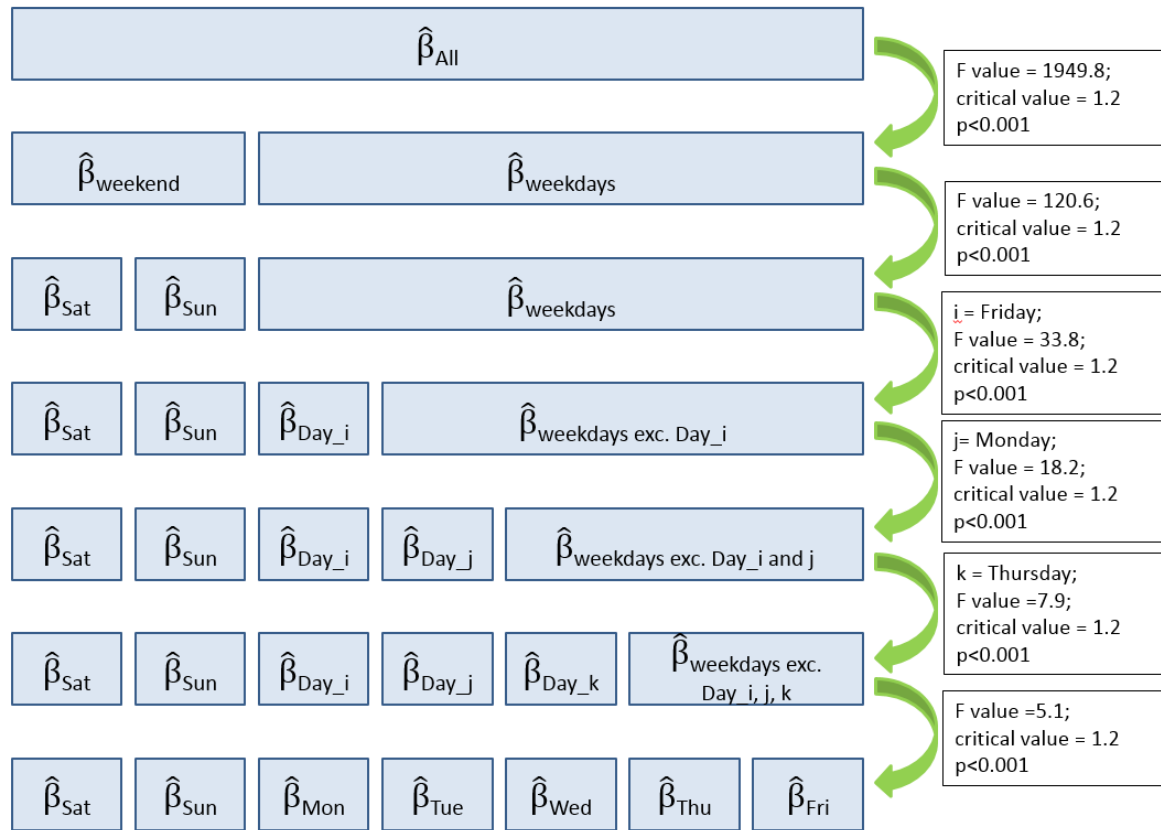 β̂All
F value = 1949.8;
critical value = 1.2
p<0.001
β̂weekend
β̂weekdays
F value = 120.6;
critical value = 1.2
p<0.001
β̂Sat
β̂Sun
β̂weekdays
i = Friday;
F value = 33.8;
critical value = 1.2
p<0.001
β̂Sat
β̂Sun
β̂Day_i
β̂weekdays exc. Day_i
j= Monday;
F value = 18.2;
critical value = 1.2
p<0.001
β̂Sat
β̂Sun
β̂Day_i
β̂Day_j
β̂weekdays exc. Day_i and j
k = Thursday;
F value =7.9;
critical value = 1.2
p<0.001
β̂Sat
β̂Sun
β̂Day_i
β̂Day_j
β̂Day_k
β̂weekdays exc.
Day_i, j, k
F value =5.1;
critical value = 1.2
p<0.001
β̂Sat
β̂Sun
β̂Mon
β̂Tue
β̂Wed
β̂Thu
β̂Fri